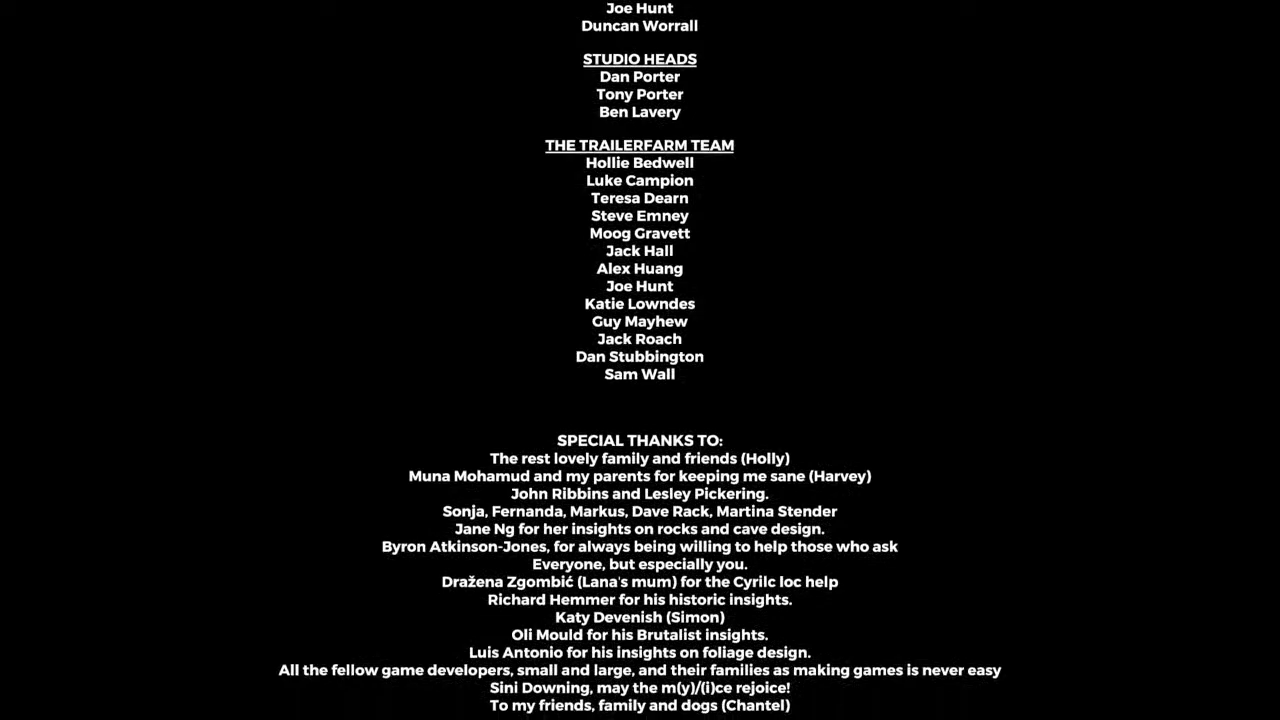 Joe Hunt
Duncan Worrall
STUDIO HEADS
Dan Porter
Tony Porter
Ben Lavery
THE TRAILERFARM TEAM
Hollie Bedwell
Luke Campion
Teresa Dearn
Steve Emney
Moog Gravett
Jack Hall
Alex Huang
Joe Hunt
Katie Lowndes
Guy Mayhew
Jack Roach
Dan Stubbington
Sam Wall
SPECIAL THANKS TO:
The rest lovely family and friends (Holly)
Muna Mohamud and my parents for keeping me sane (Harvey)
John Ribbins and Lesley Pickering.
Sonja, Fernanda, Markus, Dave Rack, Martina Stender
Jane Ng for her insights on rocks and cave design.
Byron Atkinson-Jones, for always being willing to help those who ask
Everyone, but especially you.
Dražena Zgombić (Lana's mum) for the Cyrilc loc help
Richard Hemmer for his historic insights.
Katy Devenish (Simon)
Oli Mould for his Brutalist insights.
Luis Antonio for his insights on foliage design.
All the fellow game developers, small and large, and their families as making games is never easy
Sini Downing, may the m(y)/(i)ce rejoice!
To my friends, family and dogs (Chantel)